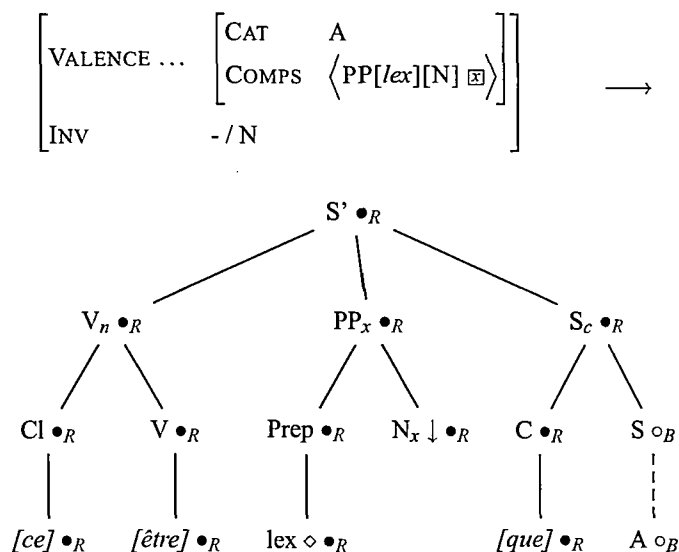 CAT A
VALENCE ...
COMPS ⟨PP[lex][N] x⟩
INV - / N
→
S' •R
Vn •R PPx •R Sc •R
Cl •R V •R Prep •R Nx ↓ •R C •R S ∘B
[ce] •R [être] •R lex ⋄ •R [que] •R A ∘B